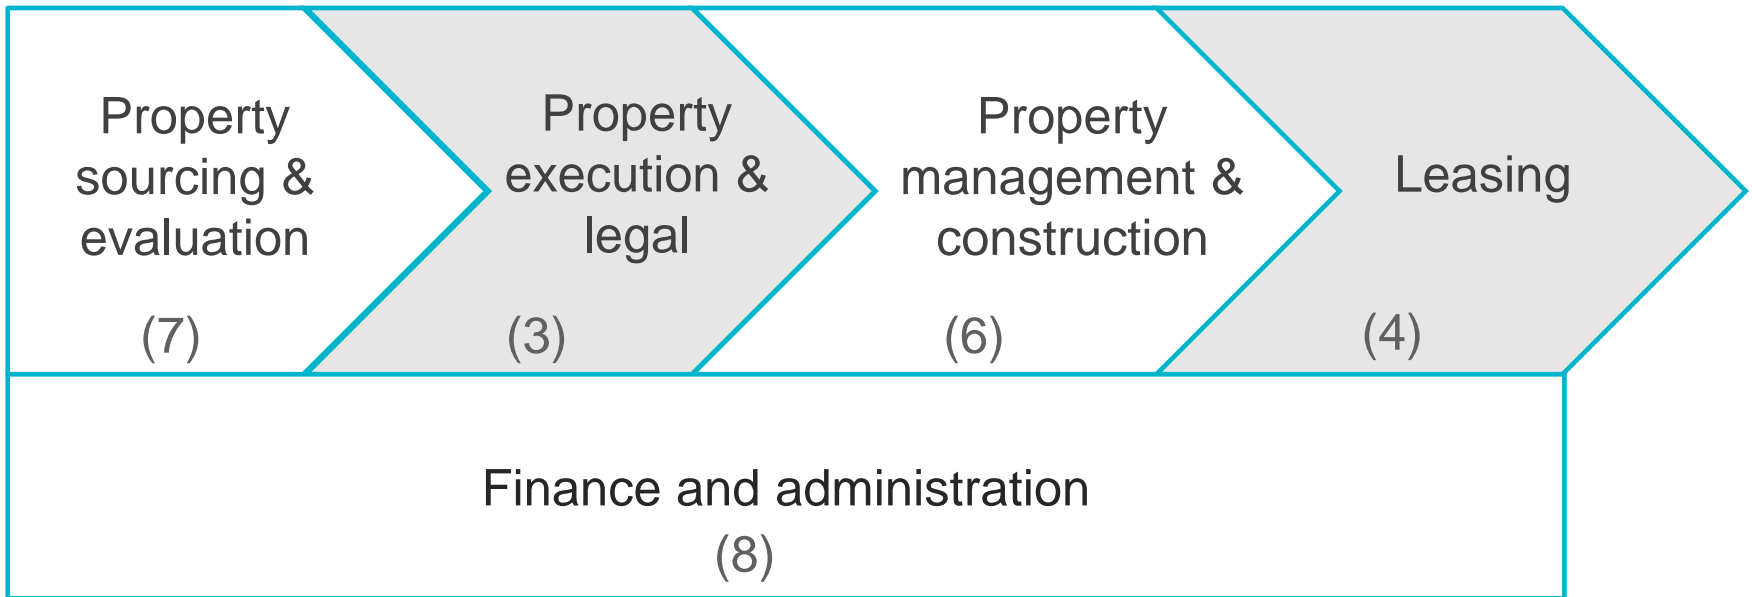 Property
sourcing &
evaluation
(7)
Property
execution &
legal
(3)
Property
management &
construction
(6)
Leasing
(4)
Finance and administration
(8)